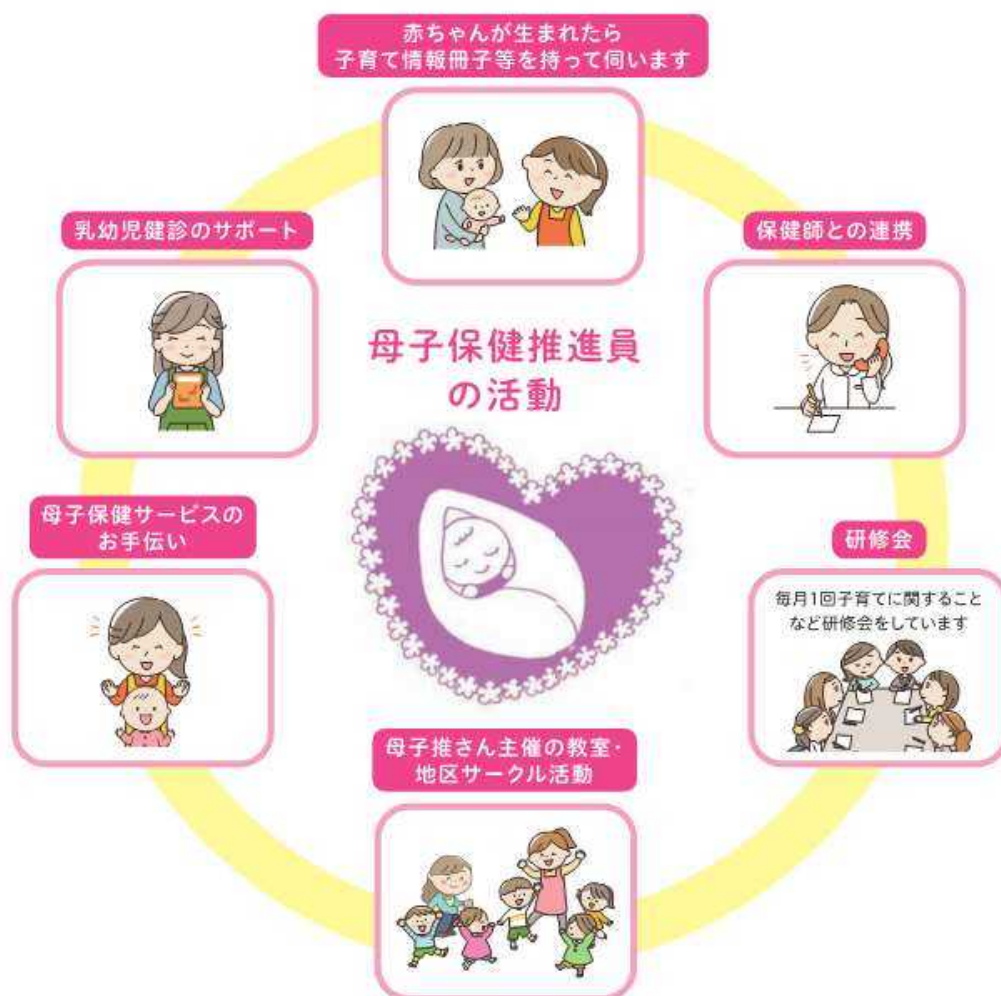 赤ちゃんが生まれたら
子育て情報冊子等を持って伺います
乳幼児健診のサポート
保健師との連携
母子保健推進員
の活動
母子保健サービスの
お手伝い
研修会
毎月1回子育てに関すること
など研修会をしています
母子推さん主催の教室・
地区サークル活動